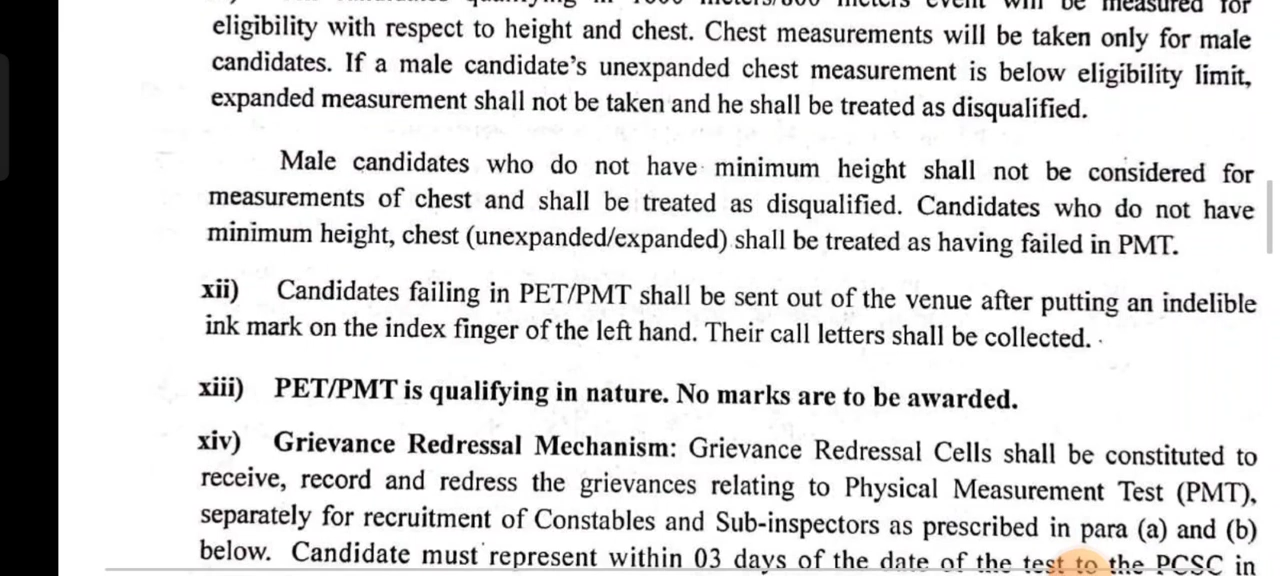 meters event will be measured for
eligibility with respect to height and chest. Chest measurements will be taken only for male
candidates. If a male candidate's unexpanded chest measurement is below eligibility limit,
expanded measurement shall not be taken and he shall be treated as disqualified.
Male candidates who do not have minimum height shall not be considered for
measurements of chest and shall be treated as disqualified. Candidates who do not have
minimum height, chest (unexpanded/expanded) shall be treated as having failed in PMT.
xii) Candidates failing in PET/PMT shall be sent out of the venue after putting an indelible
ink mark on the index finger of the left hand. Their call letters shall be collected.
xiii) PET/PMT is qualifying in nature. No marks are to be awarded.
xiv) Grievance Redressal Mechanism: Grievance Redressal Cells shall be constituted to
receive, record and redress the grievances relating to Physical Measurement Test (PMT),
separately for recruitment of Constables and Sub-inspectors as prescribed in para (a) and (b)
below. Candidate must represent within 03 days of the date of the test to the PCSC in